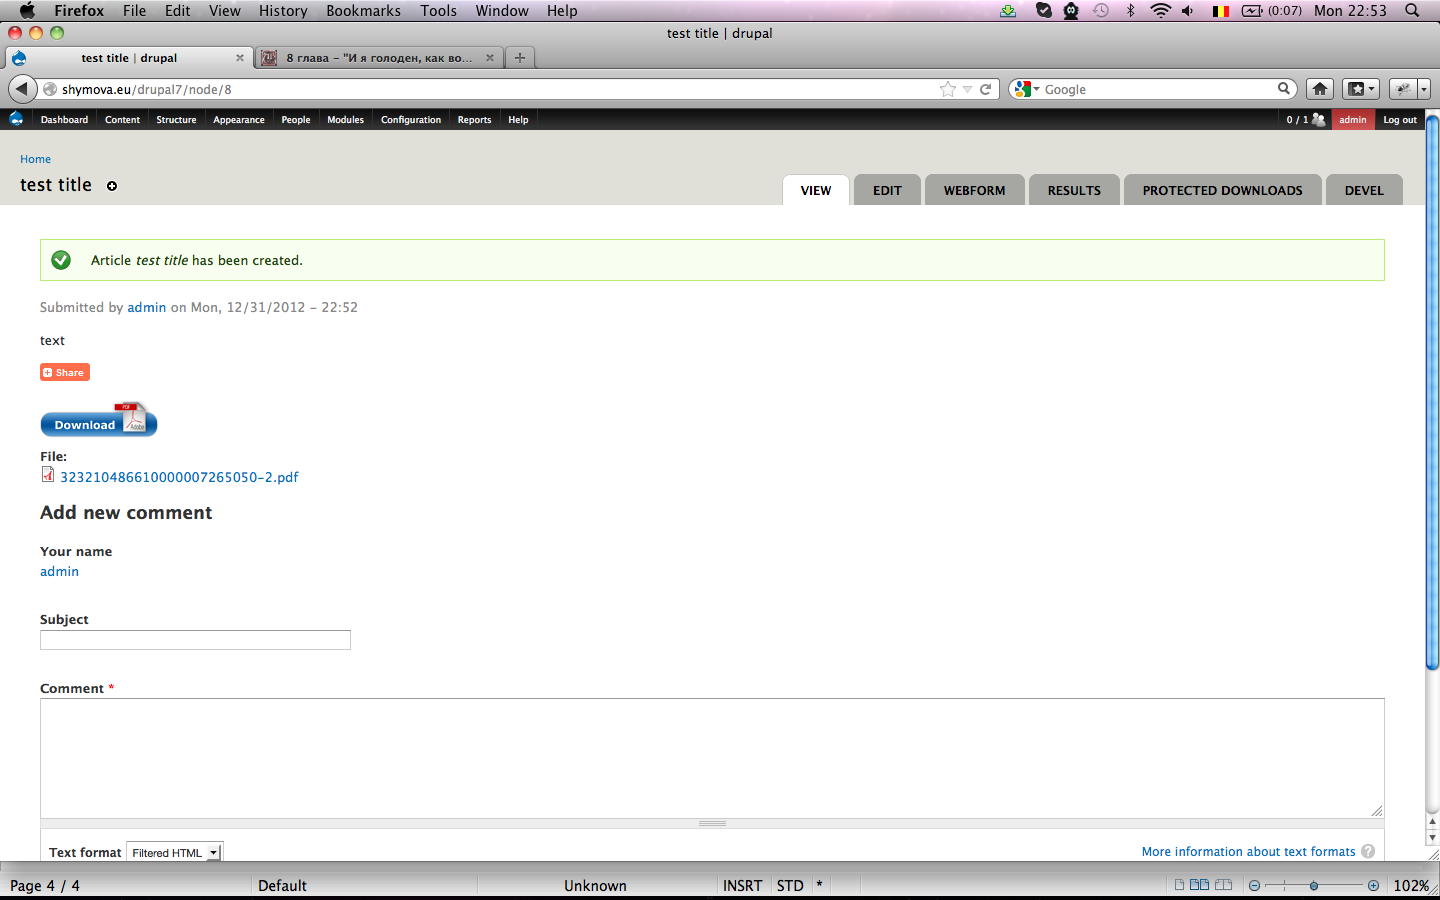 Firefox File Edit View History Bookmarks Tools Window Help (0:07) Mon 22:53
test title | drupal
test title | drupal 8 глава - "И я голоден, как во...
shymova.eu/drupal7/node/8 Google
Dashboard Content Structure Appearance People Modules Configuration Reports Help 0 / 1 admin Log out
Home
test title
VIEW EDIT WEBFORM RESULTS PROTECTED DOWNLOADS DEVEL
Article test title has been created.
Submitted by admin on Mon, 12/31/2012 - 22:52
text
Share
PDF
Download Adobe
File:
323210486610000007265050-2.pdf
Add new comment
Your name
admin
Subject
Comment *
Text format Filtered HTML More information about text formats ?
Page 4 / 4 Default Unknown INSRT STD * 102%